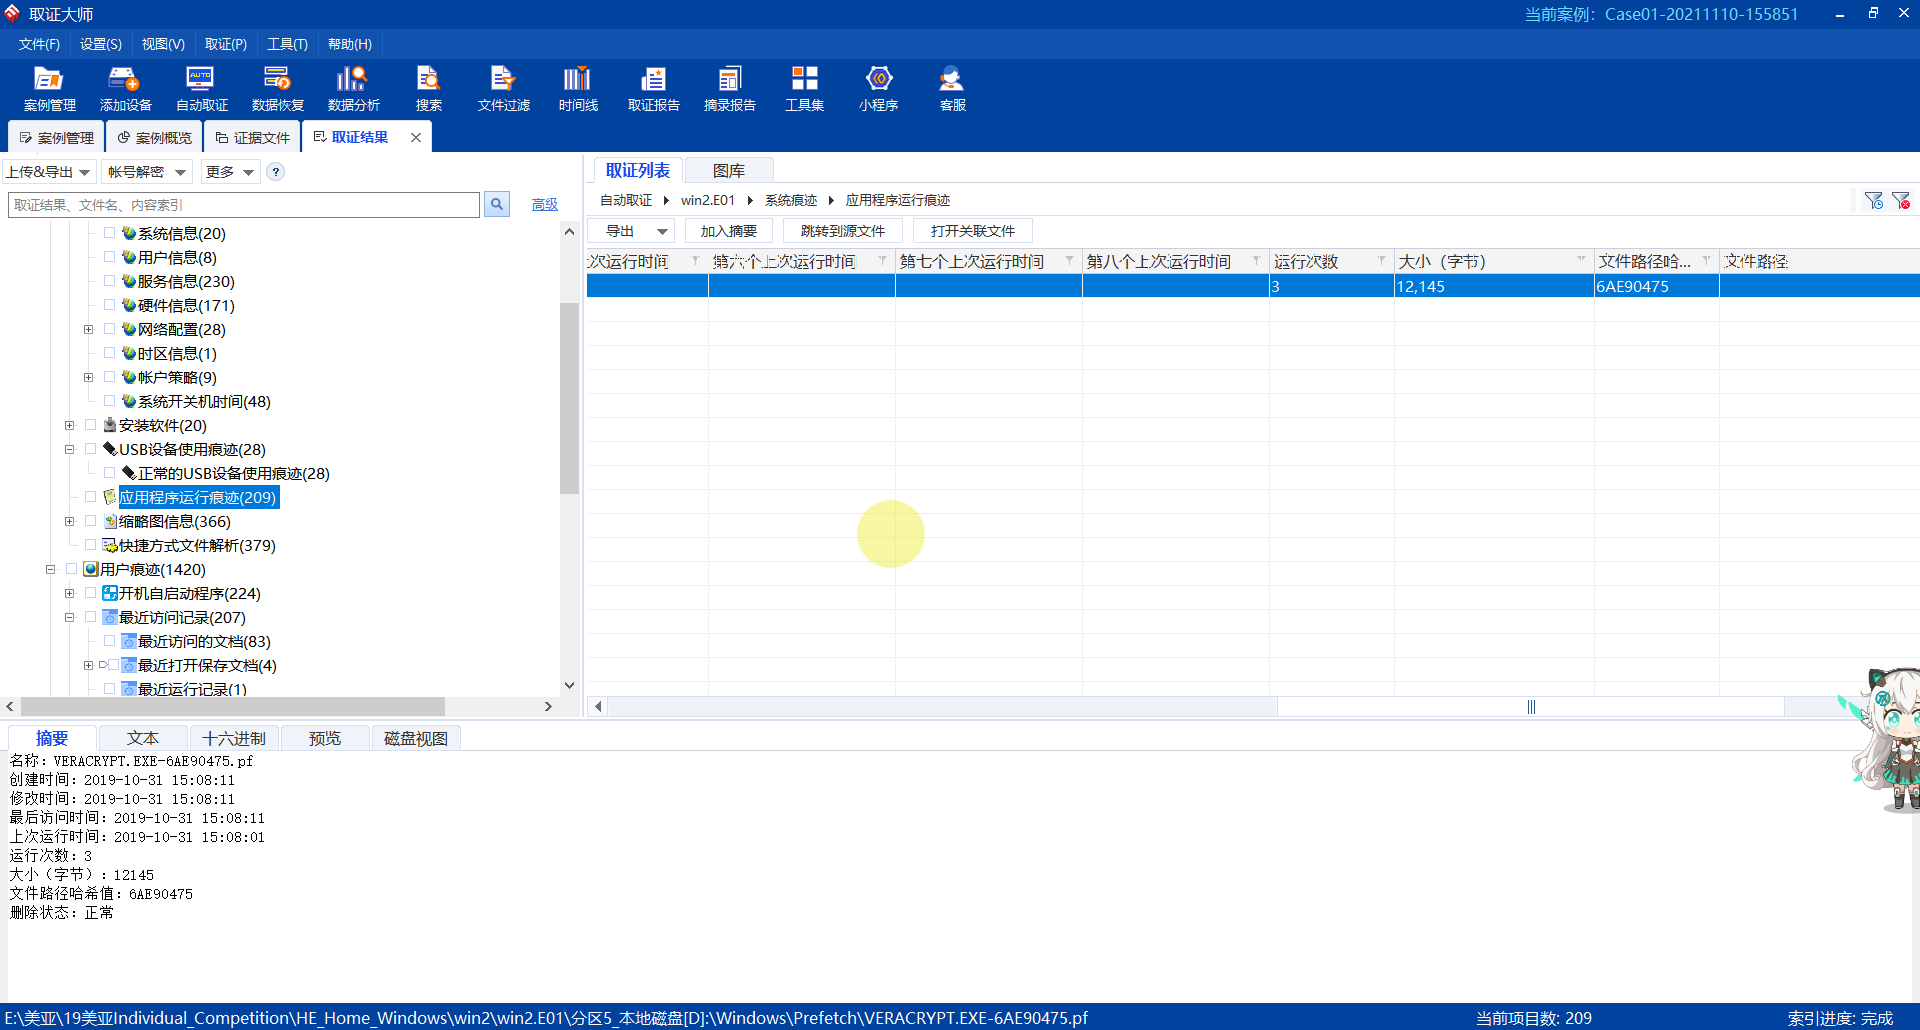 取证大师
当前案例：Case01-20211110-155851
文件(F) 设置(S) 视图(V) 取证(P) 工具(T) 帮助(H)
案例管理 添加设备 自动取证 数据恢复 数据分析 搜索 文件过滤 时间线 取证报告 摘录报告 工具集 小程序 客服
AUTO
案例管理 案例概览 证据文件 取证结果
上传&导出 帐号解密 更多 ?
取证结果、文件名、内容索引 高级
系统信息(20)
用户信息(8)
服务信息(230)
硬件信息(171)
网络配置(28)
时区信息(1)
帐户策略(9)
系统开关机时间(48)
安装软件(20)
USB设备使用痕迹(28)
正常的USB设备使用痕迹(28)
应用程序运行痕迹(209)
缩略图信息(366)
快捷方式文件解析(379)
用户痕迹(1420)
开机自启动程序(224)
最近访问记录(207)
最近访问的文档(83)
最近打开保存文档(4)
最近运行记录(1)
取证列表 图库
自动取证 win2.E01 系统痕迹 应用程序运行痕迹
导出 加入摘要 跳转到源文件 打开关联文件
次运行时间 第六个上次运行时间 第七个上次运行时间 第八个上次运行时间 运行次数 大小（字节） 文件路径哈... 文件路径
3 12,145 6AE90475
摘要 文本 十六进制 预览 磁盘视图
名称：VERACRYPT.EXE-6AE90475.pf
创建时间：2019-10-31 15:08:11
修改时间：2019-10-31 15:08:11
最后访问时间：2019-10-31 15:08:11
上次运行时间：2019-10-31 15:08:01
运行次数：3
大小（字节）：12145
文件路径哈希值：6AE90475
删除状态：正常
E:\美亚\19美亚Individual_Competition\HE_Home_Windows\win2\win2.E01\分区5_本地磁盘[D]:\Windows\Prefetch\VERACRYPT.EXE-6AE90475.pf
当前项目数: 209
索引进度: 完成